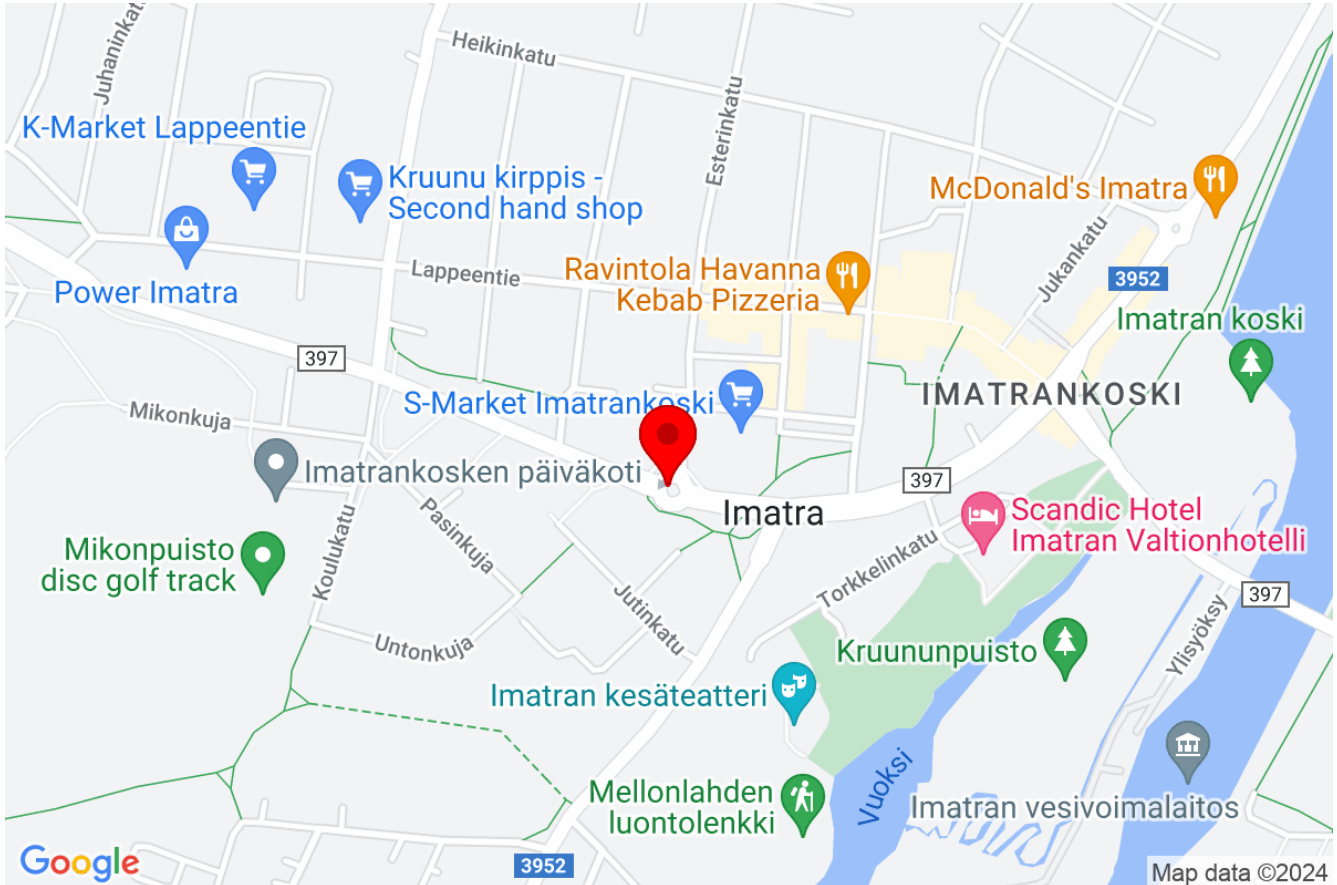 Juhaninkatu
Heikinkatu
K-Market Lappeentie
Esterinkatu
Kruunu kirppis -
Second hand shop
McDonald's Imatra
Jukankatu
Lappeentie
Ravintola Havanna
Kebab Pizzeria
3952
Power Imatra
Imatran koski
397
S-Market Imatrankoski
IMATRANKOSKI
Mikonkuja
Imatrankosken päiväkoti
397
Imatra
Scandic Hotel
Imatran Valtionhotelli
Pasinkuja
Koulukatu
Mikonpuisto
disc golf track
Torkkelinkatu
397
Jutinkatu
Ylisyöksy
Untonkuja
Kruununpuisto
Imatran kesäteatteri
Vuoksi
Mellonlahden
luontolenkki
Imatran vesivoimalaitos
Google
3952
Map data ©2024